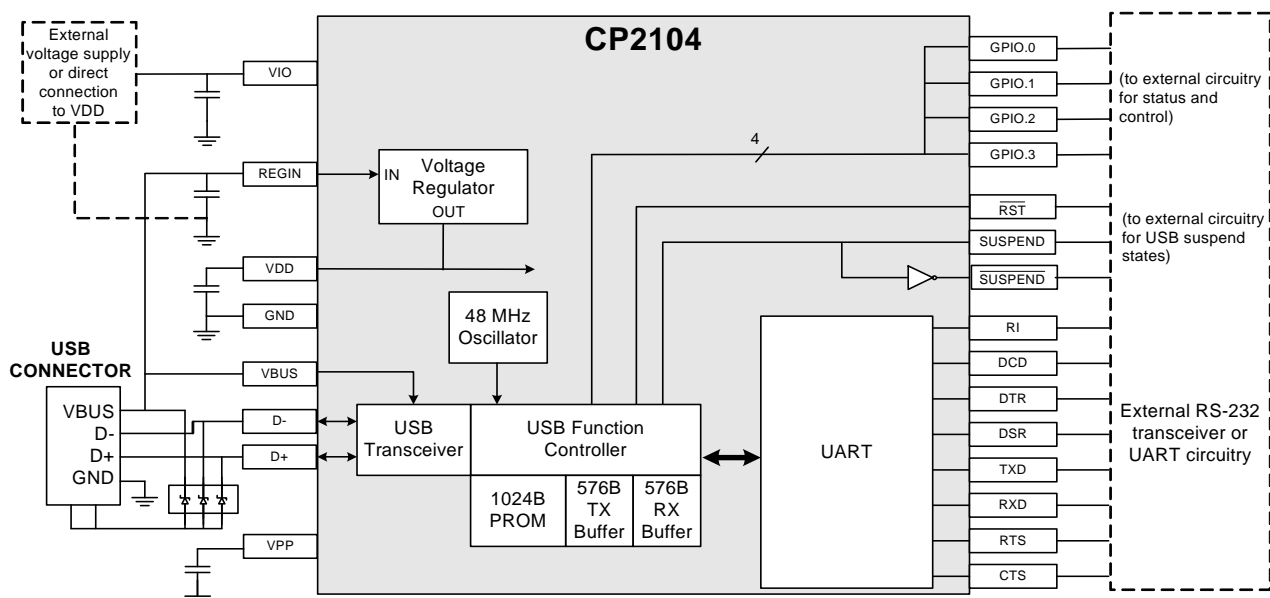 CP2104
External
voltage supply
or direct
connection
to VDD
VIO
REGIN
VDD
GND
VBUS
D-
D+
VPP
USB
CONNECTOR
VBUS
D-
D+
GND
IN
Voltage
Regulator
OUT
48 MHz
Oscillator
USB
Transceiver
USB Function
Controller
1024B
PROM
576B
TX
Buffer
576B
RX
Buffer
4
UART
GPIO.0
GPIO.1
GPIO.2
GPIO.3
RST
SUSPEND
SUSPEND
RI
DCD
DTR
DSR
TXD
RXD
RTS
CTS
(to external circuitry
for status and
control)
(to external circuitry
for USB suspend
states)
External RS-232
transceiver or
UART circuitry